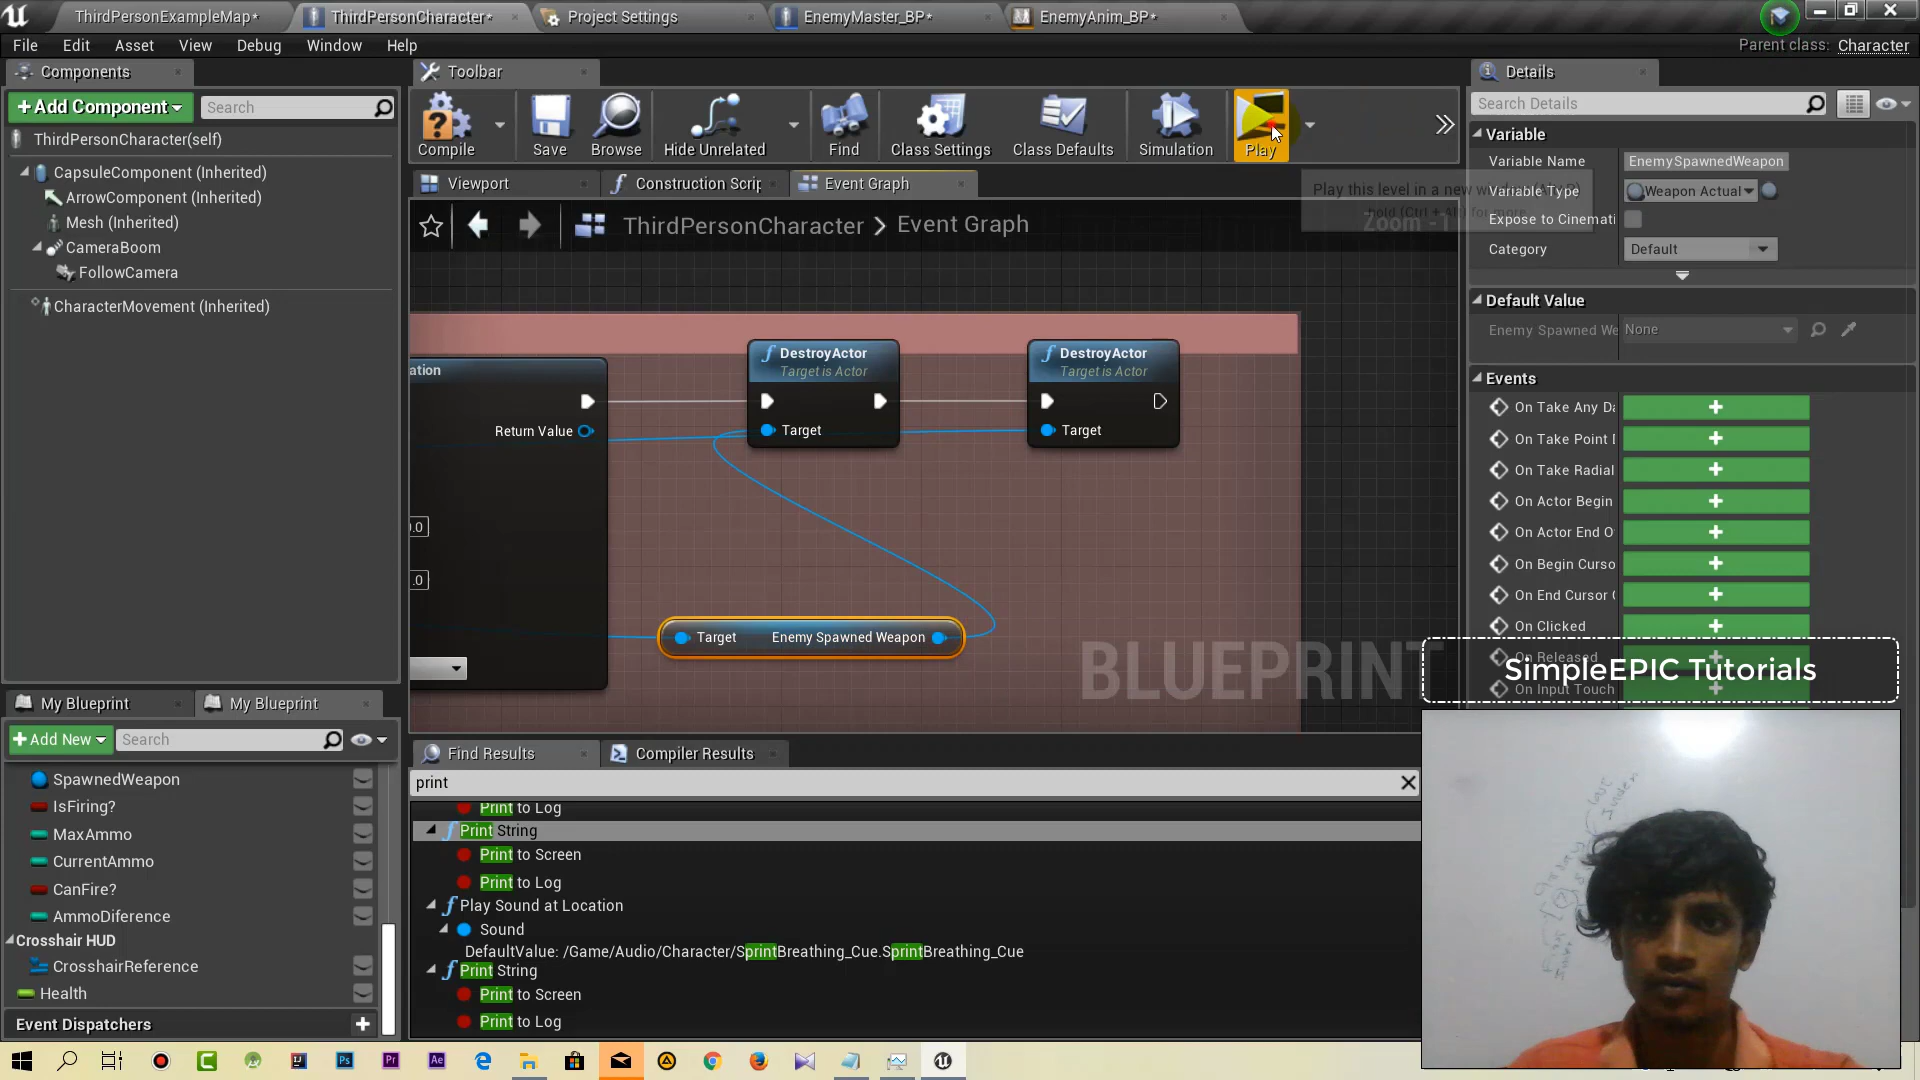 ThirdPersonExampleMap*
ThirdPersonCharacter*
Project Settings
EnemyMaster_BP*
EnemyAnim_BP*
File Edit Asset View Debug Window Help
Parent class: Character
Components
Toolbar
Details
+Add Component
Search
Search Details
ThirdPersonCharacter(self)
CapsuleComponent (Inherited)
ArrowComponent (Inherited)
Mesh (Inherited)
CameraBoom
FollowCamera
CharacterMovement (Inherited)
Compile
Save
Browse
Hide Unrelated
Find
Class Settings
Class Defaults
Simulation
Play
Play this level in a new
Viewport
Construction Scrip
Event Graph
ThirdPersonCharacter > Event Graph
Zoom -1
ation
Return Value
.0
.0
DestroyActor
Target is Actor
Target
DestroyActor
Target is Actor
Target
Target Enemy Spawned Weapon
BLUEPRINT
Variable
Variable Name EnemySpawnedWeapon
Variable Type Weapon Actual
Expose to Cinemati
Category Default
Default Value
Enemy Spawned We None
Events
On Take Any Da
On Take Point D
On Take Radial
On Actor Begin
On Actor End O
On Begin Curso
On End Cursor O
On Clicked
On Released
On Input Touch
SimpleEPIC Tutorials
My Blueprint
My Blueprint
+Add New
Search
SpawnedWeapon
IsFiring?
MaxAmmo
CurrentAmmo
CanFire?
AmmoDiference
Crosshair HUD
CrosshairReference
Health
Event Dispatchers
Find Results
Compiler Results
print
Print to Log
Print String
Print to Screen
Print to Log
Play Sound at Location
Sound
DefaultValue: /Game/Audio/Character/SprintBreathing_Cue.SprintBreathing_Cue
Print String
Print to Screen
Print to Log
Ps
Pr
Ae